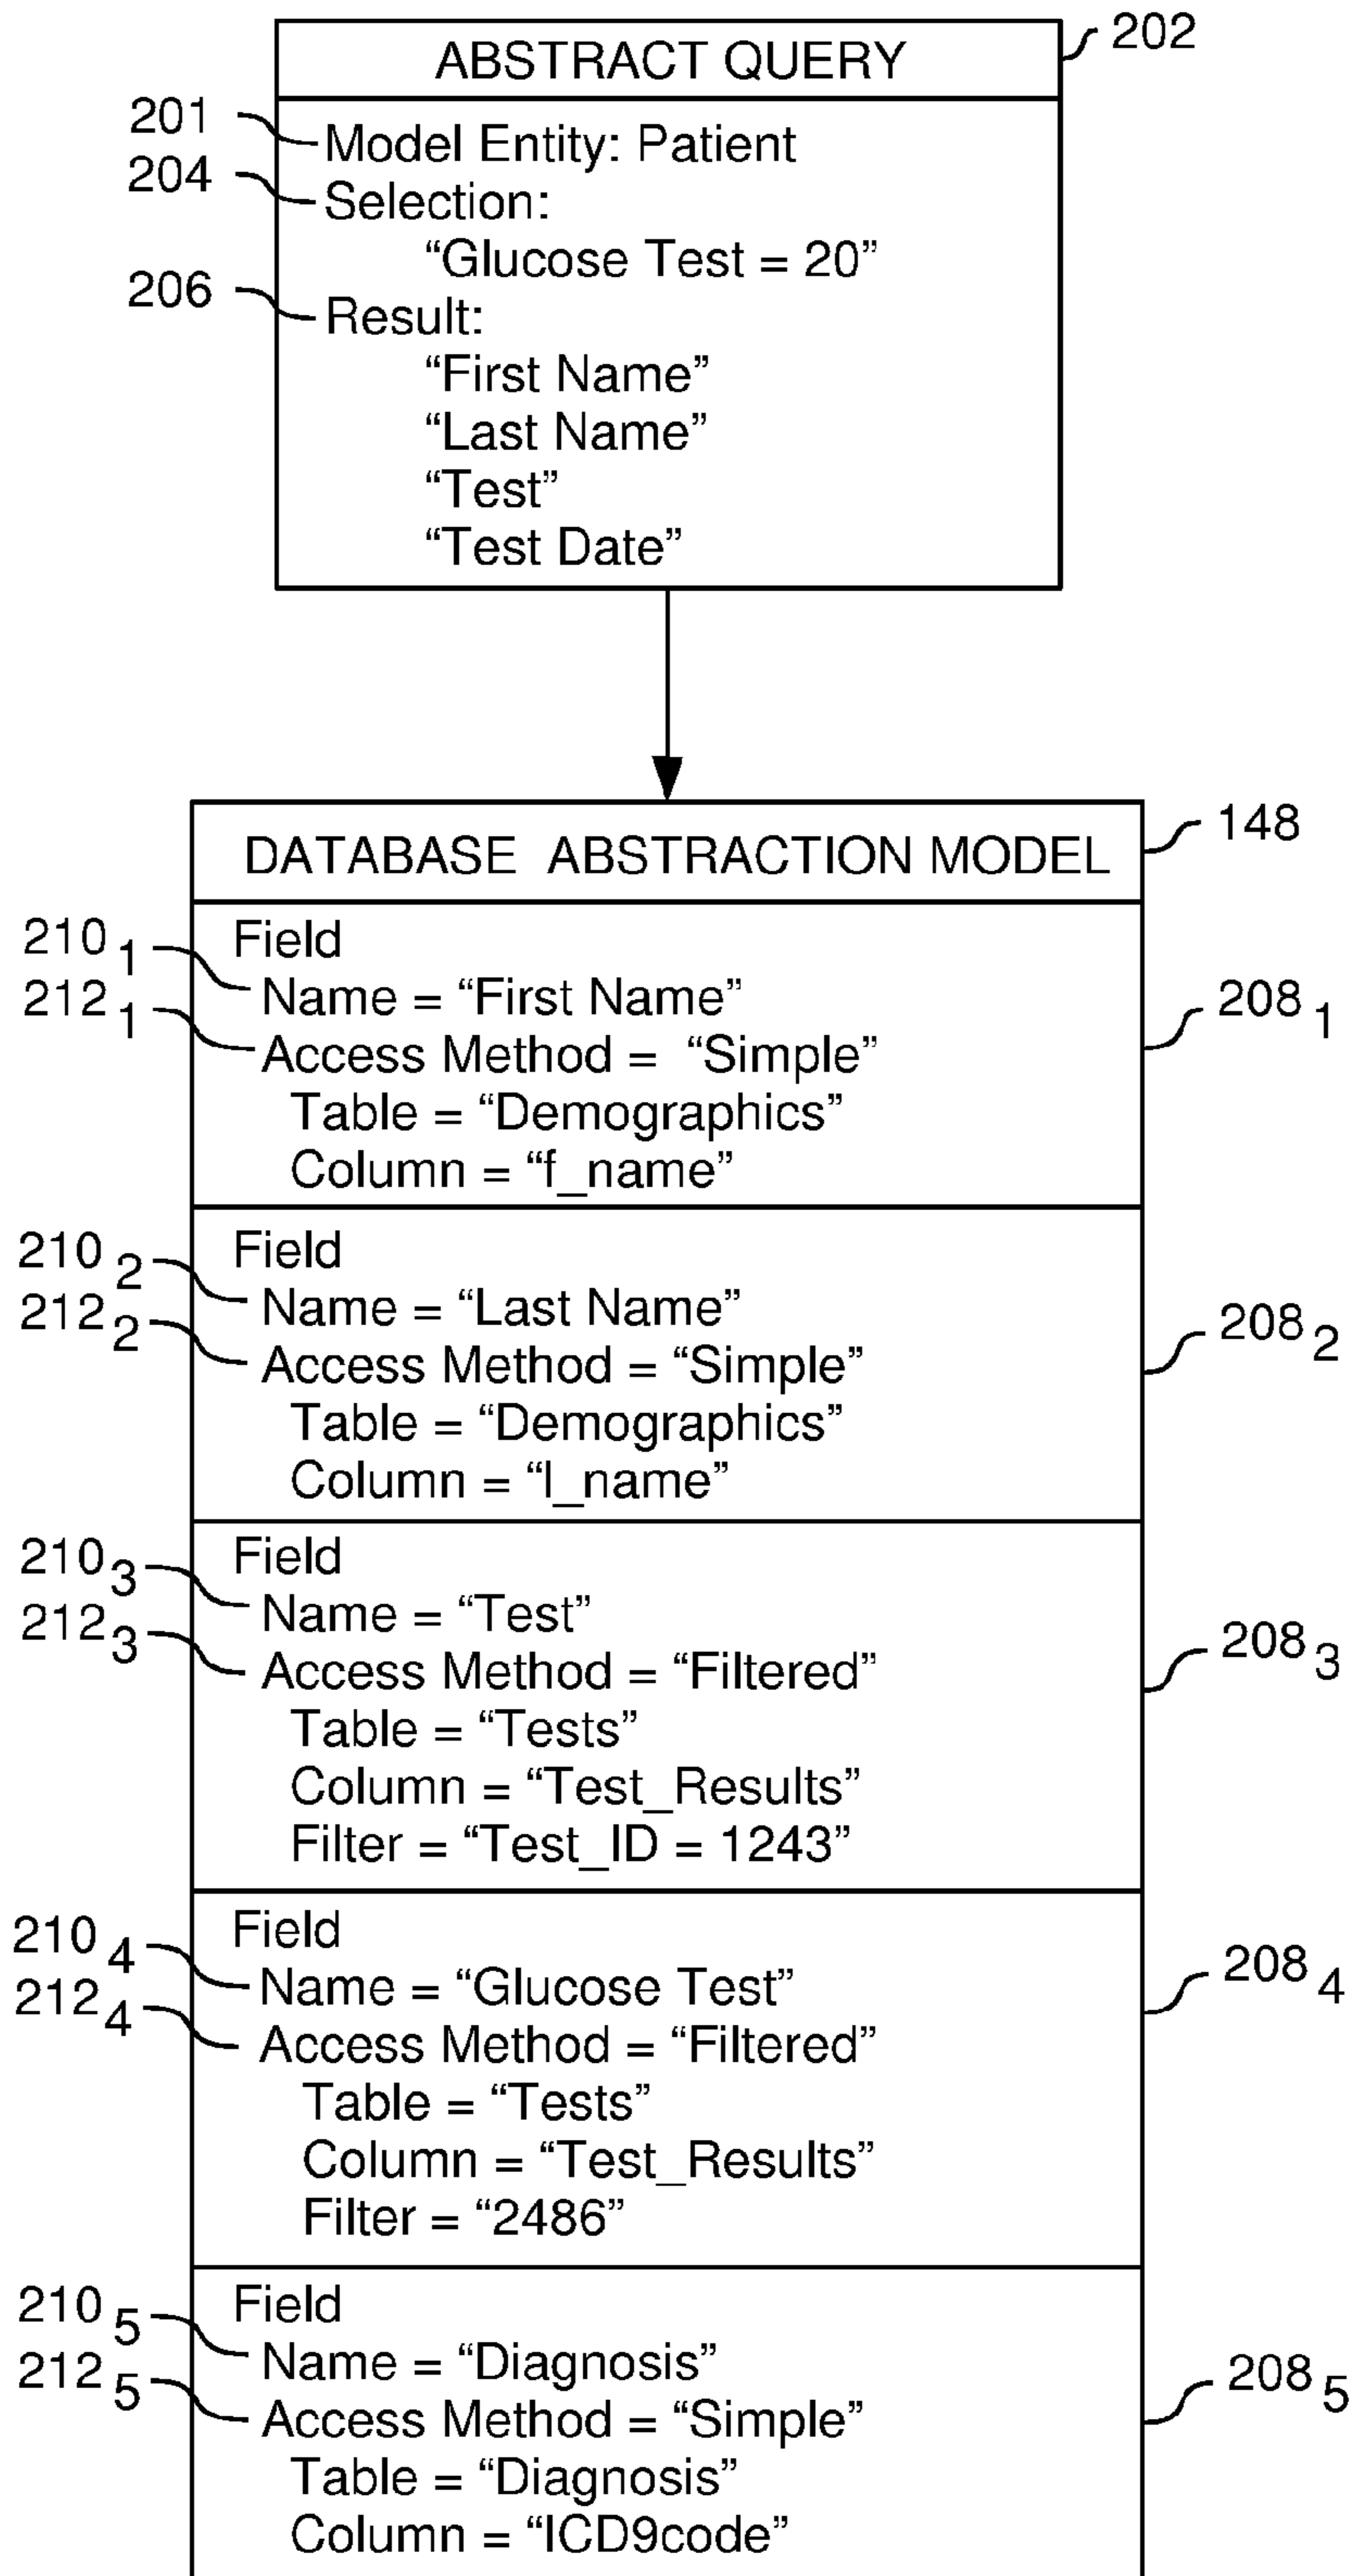 ABSTRACT QUERY
202
201
Model Entity: Patient
204
Selection:
“Glucose Test = 20”
206
Result:
“First Name”
“Last Name”
“Test”
“Test Date”
148
DATABASE ABSTRACTION MODEL
210 1
Field
Name = “First Name”
212 1
208 1
Access Method = “Simple”
Table = “Demographics”
Column = “f_name”
210 2
Field
Name = “Last Name”
212 2
208 2
Access Method = “Simple”
Table = “Demographics”
Column = “l_name”
210 3
Field
Name = “Test”
212 3
208 3
Access Method = “Filtered”
Table = “Tests”
Column = “Test_Results”
Filter = “Test_ID = 1243”
210 4
Field
208 4
Name = “Glucose Test”
212 4
Access Method = “Filtered”
Table = “Tests”
Column = “Test_Results”
Filter = “2486”
210 5
Field
Name = “Diagnosis”
212 5
208 5
Access Method = “Simple”
Table = “Diagnosis”
Column = “ICD9code”